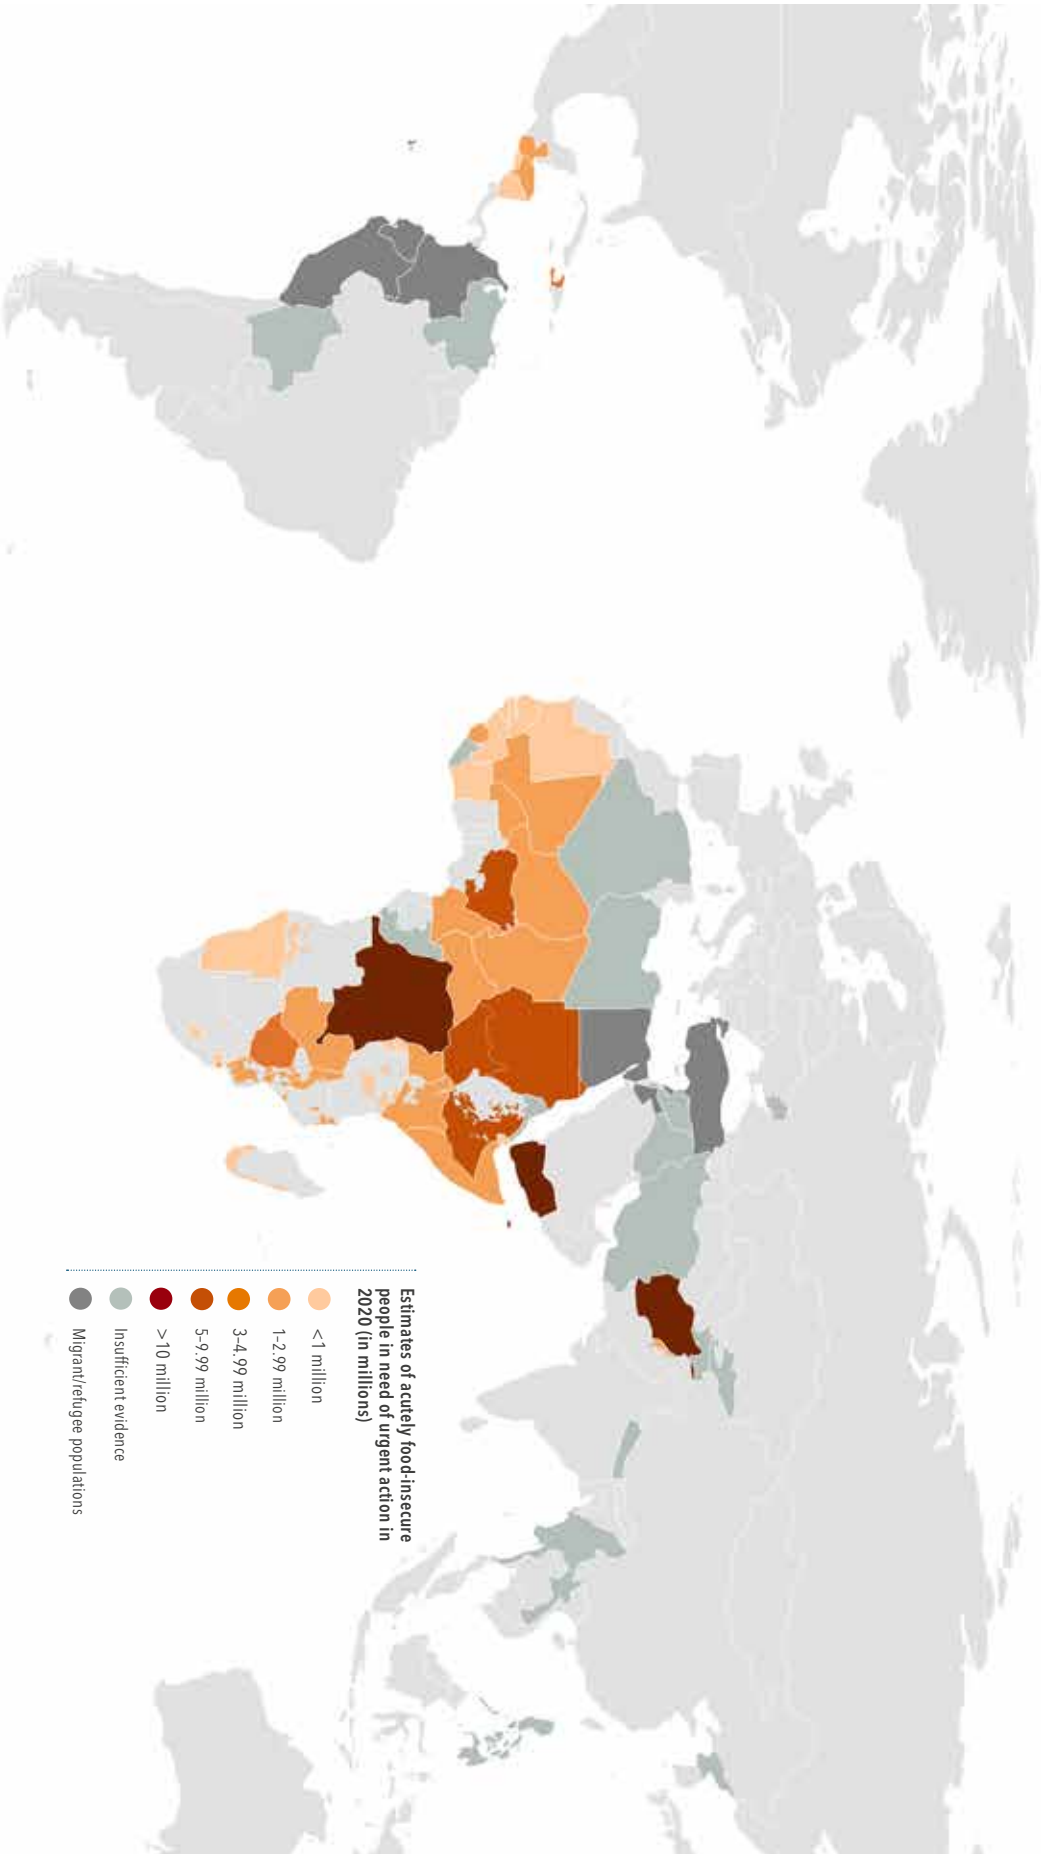 Estimates of acutely food-insecure
people in need of urgent action in
2020 (in millions)
<1 million
1-2.99 million
3-4.99 million
5-9.99 million
>10 million
Insufficient evidence
Migrant/refugee populations